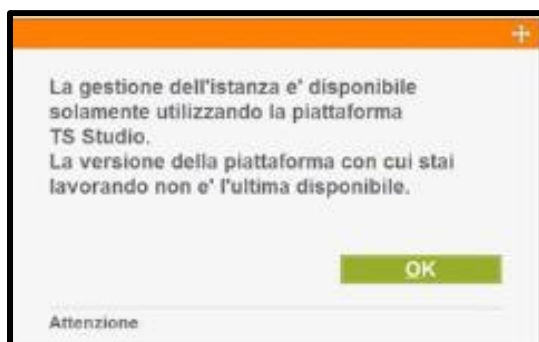 La gestione dell'istanza e' disponibile
solamente utilizzando la piattaforma
TS Studio.
La versione della piattaforma con cui stai
lavorando non e' l'ultima disponibile.
OK
Attenzione